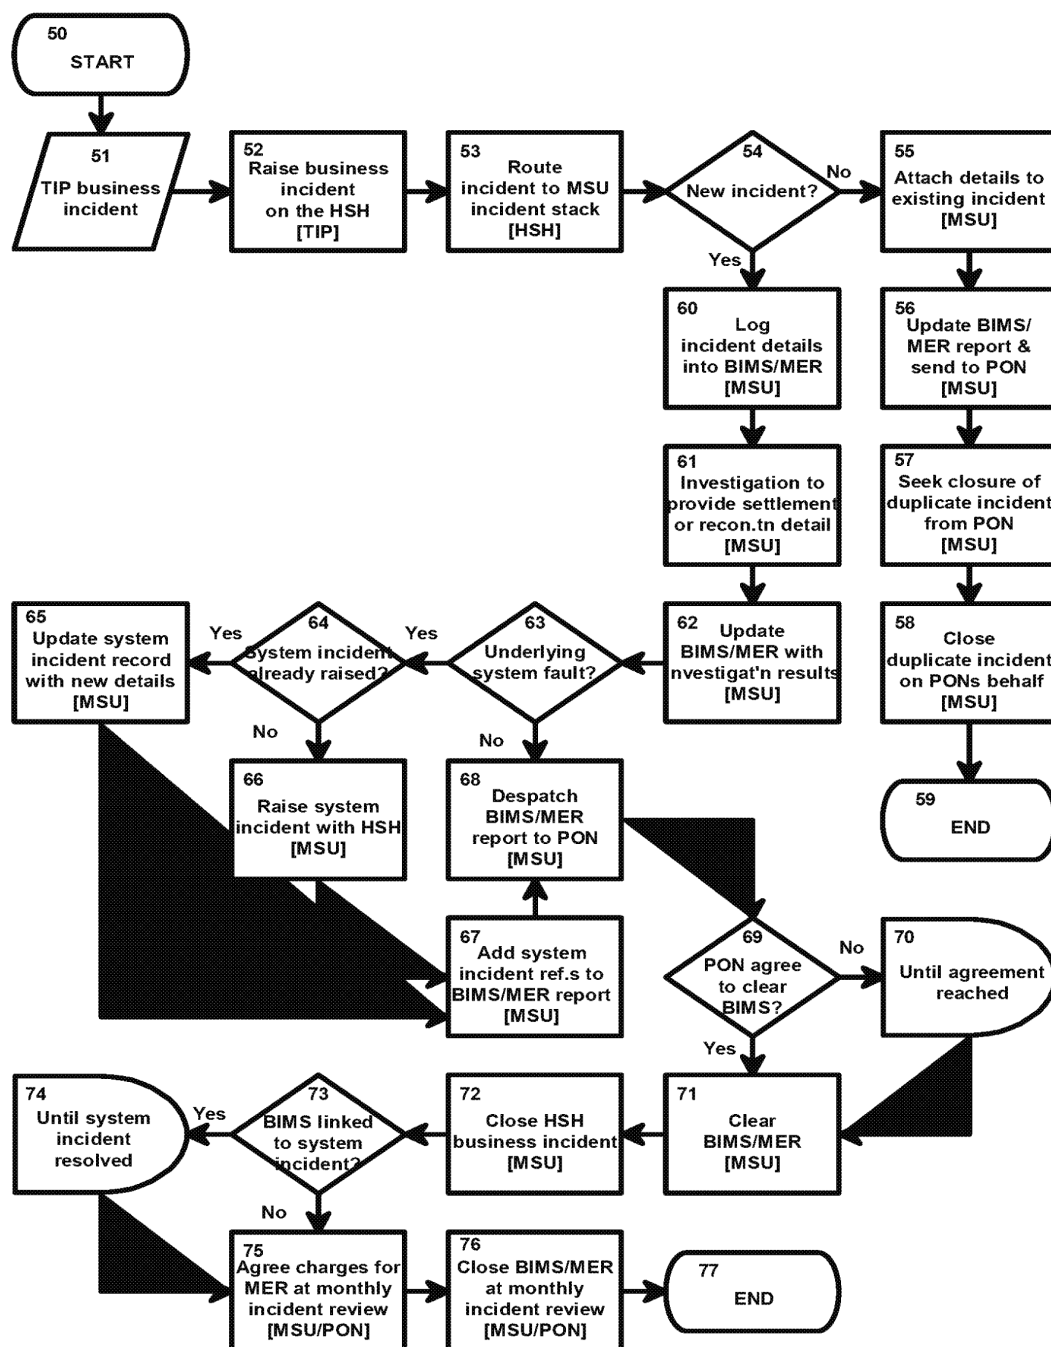 50
START
51
TIP business
incident
52
Raise business
incident
on the HSH
[TIP]
53
Route
incident to MSU
incident stack
[HSH]
54
New incident?
No
Yes
55
Attach details to
existing incident
[MSU]
60
Log
incident details
into BIMS/MER
[MSU]
56
Update BIMS/
MER report &
send to PON
[MSU]
61
Investigation to
provide settlement
or recon.tn detail
[MSU]
57
Seek closure of
duplicate incident
from PON
[MSU]
65
Update system
incident record
with new details
[MSU]
Yes
64
System incident
already raised?
No
Yes
63
Underlying
system fault?
No
62
Update
BIMS/MER with
nvestigat'n results
[MSU]
58
Close
duplicate incident
on PONs behalf
[MSU]
66
Raise system
incident with HSH
[MSU]
68
Despatch
BIMS/MER
report to PON
[MSU]
59
END
67
Add system
incident ref.s to
BIMS/MER report
[MSU]
69
PON agree
to clear
BIMS?
No
Yes
70
Until agreement
reached
74
Until system
incident
resolved
Yes
73
BIMS linked
to system
incident?
No
72
Close HSH
business incident
[MSU]
71
Clear
BIMS/MER
[MSU]
75
Agree charges for
MER at monthly
incident review
[MSU/PON]
76
Close BIMS/MER
at monthly
incident review
[MSU/PON]
77
END